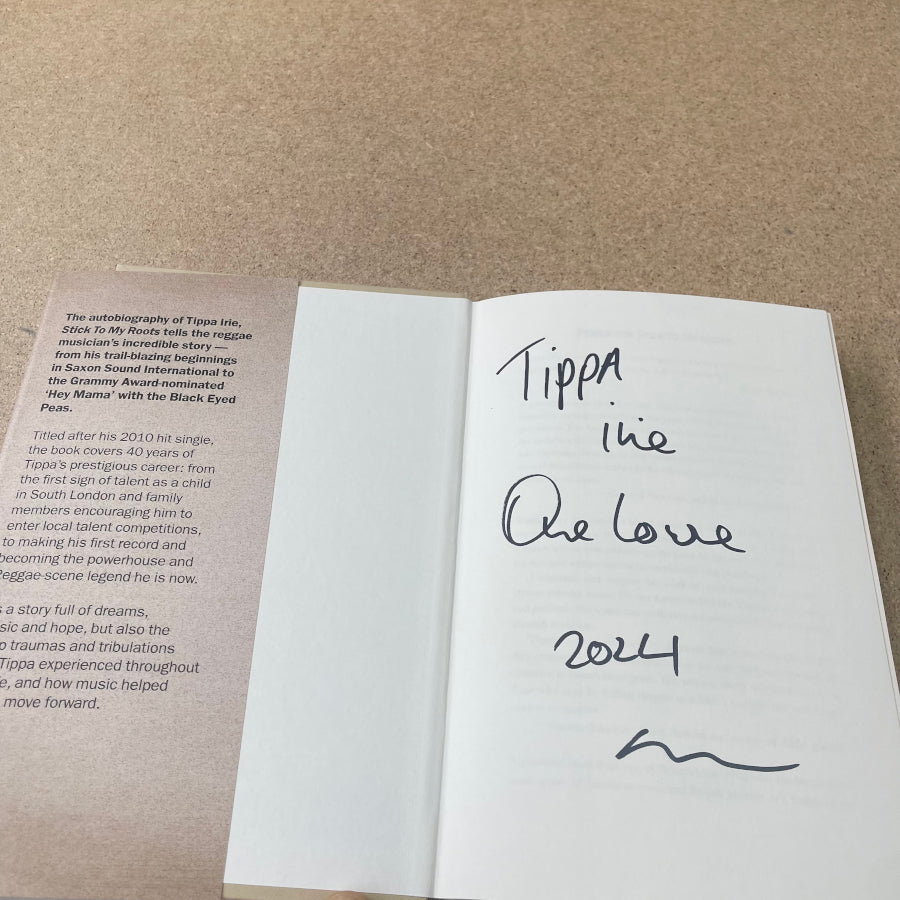 The autobiography of Tippa Irie,
Stick To My Roots tells the reggae
musician's incredible story —
from his trail-blazing beginnings
in Saxon Sound International to
the Grammy Award-nominated
'Hey Mama' with the Black Eyed
Peas.
Titled after his 2010 hit single,
the book covers 40 years of
Tippa's prestigious career: from
the first sign of talent as a child
in South London and family
members encouraging him to
enter local talent competitions,
to making his first record and
becoming the powerhouse and
Reggae-scene legend he is now.
a story full of dreams,
and hope, but also the
traumas and tribulations
Tippa experienced throughout
and how music helped
move forward.
Tippa
irie
One Love
2024